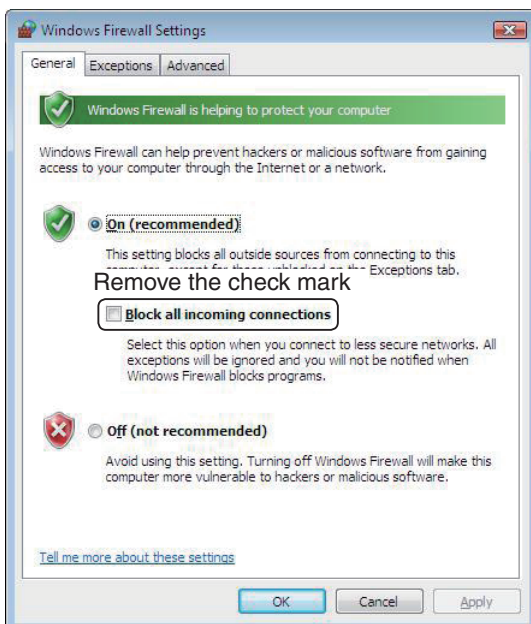 Windows Firewall Settings
General Exceptions Advanced
Windows Firewall is helping to protect your computer
Windows Firewall can help prevent hackers or malicious software from gaining
access to your computer through the Internet or a network.
On (recommended)
This setting blocks all outside sources from connecting to this
Exceptions tab.
Remove the check mark
Block all incoming connections
Select this option when you connect to less secure networks. All
exceptions will be ignored and you will not be notified when
Windows Firewall blocks programs.
Off (not recommended)
Avoid using this setting. Turning off Windows Firewall will make this
computer more vulnerable to hackers or malicious software.
Tell me more about these settings
OK Cancel Apply